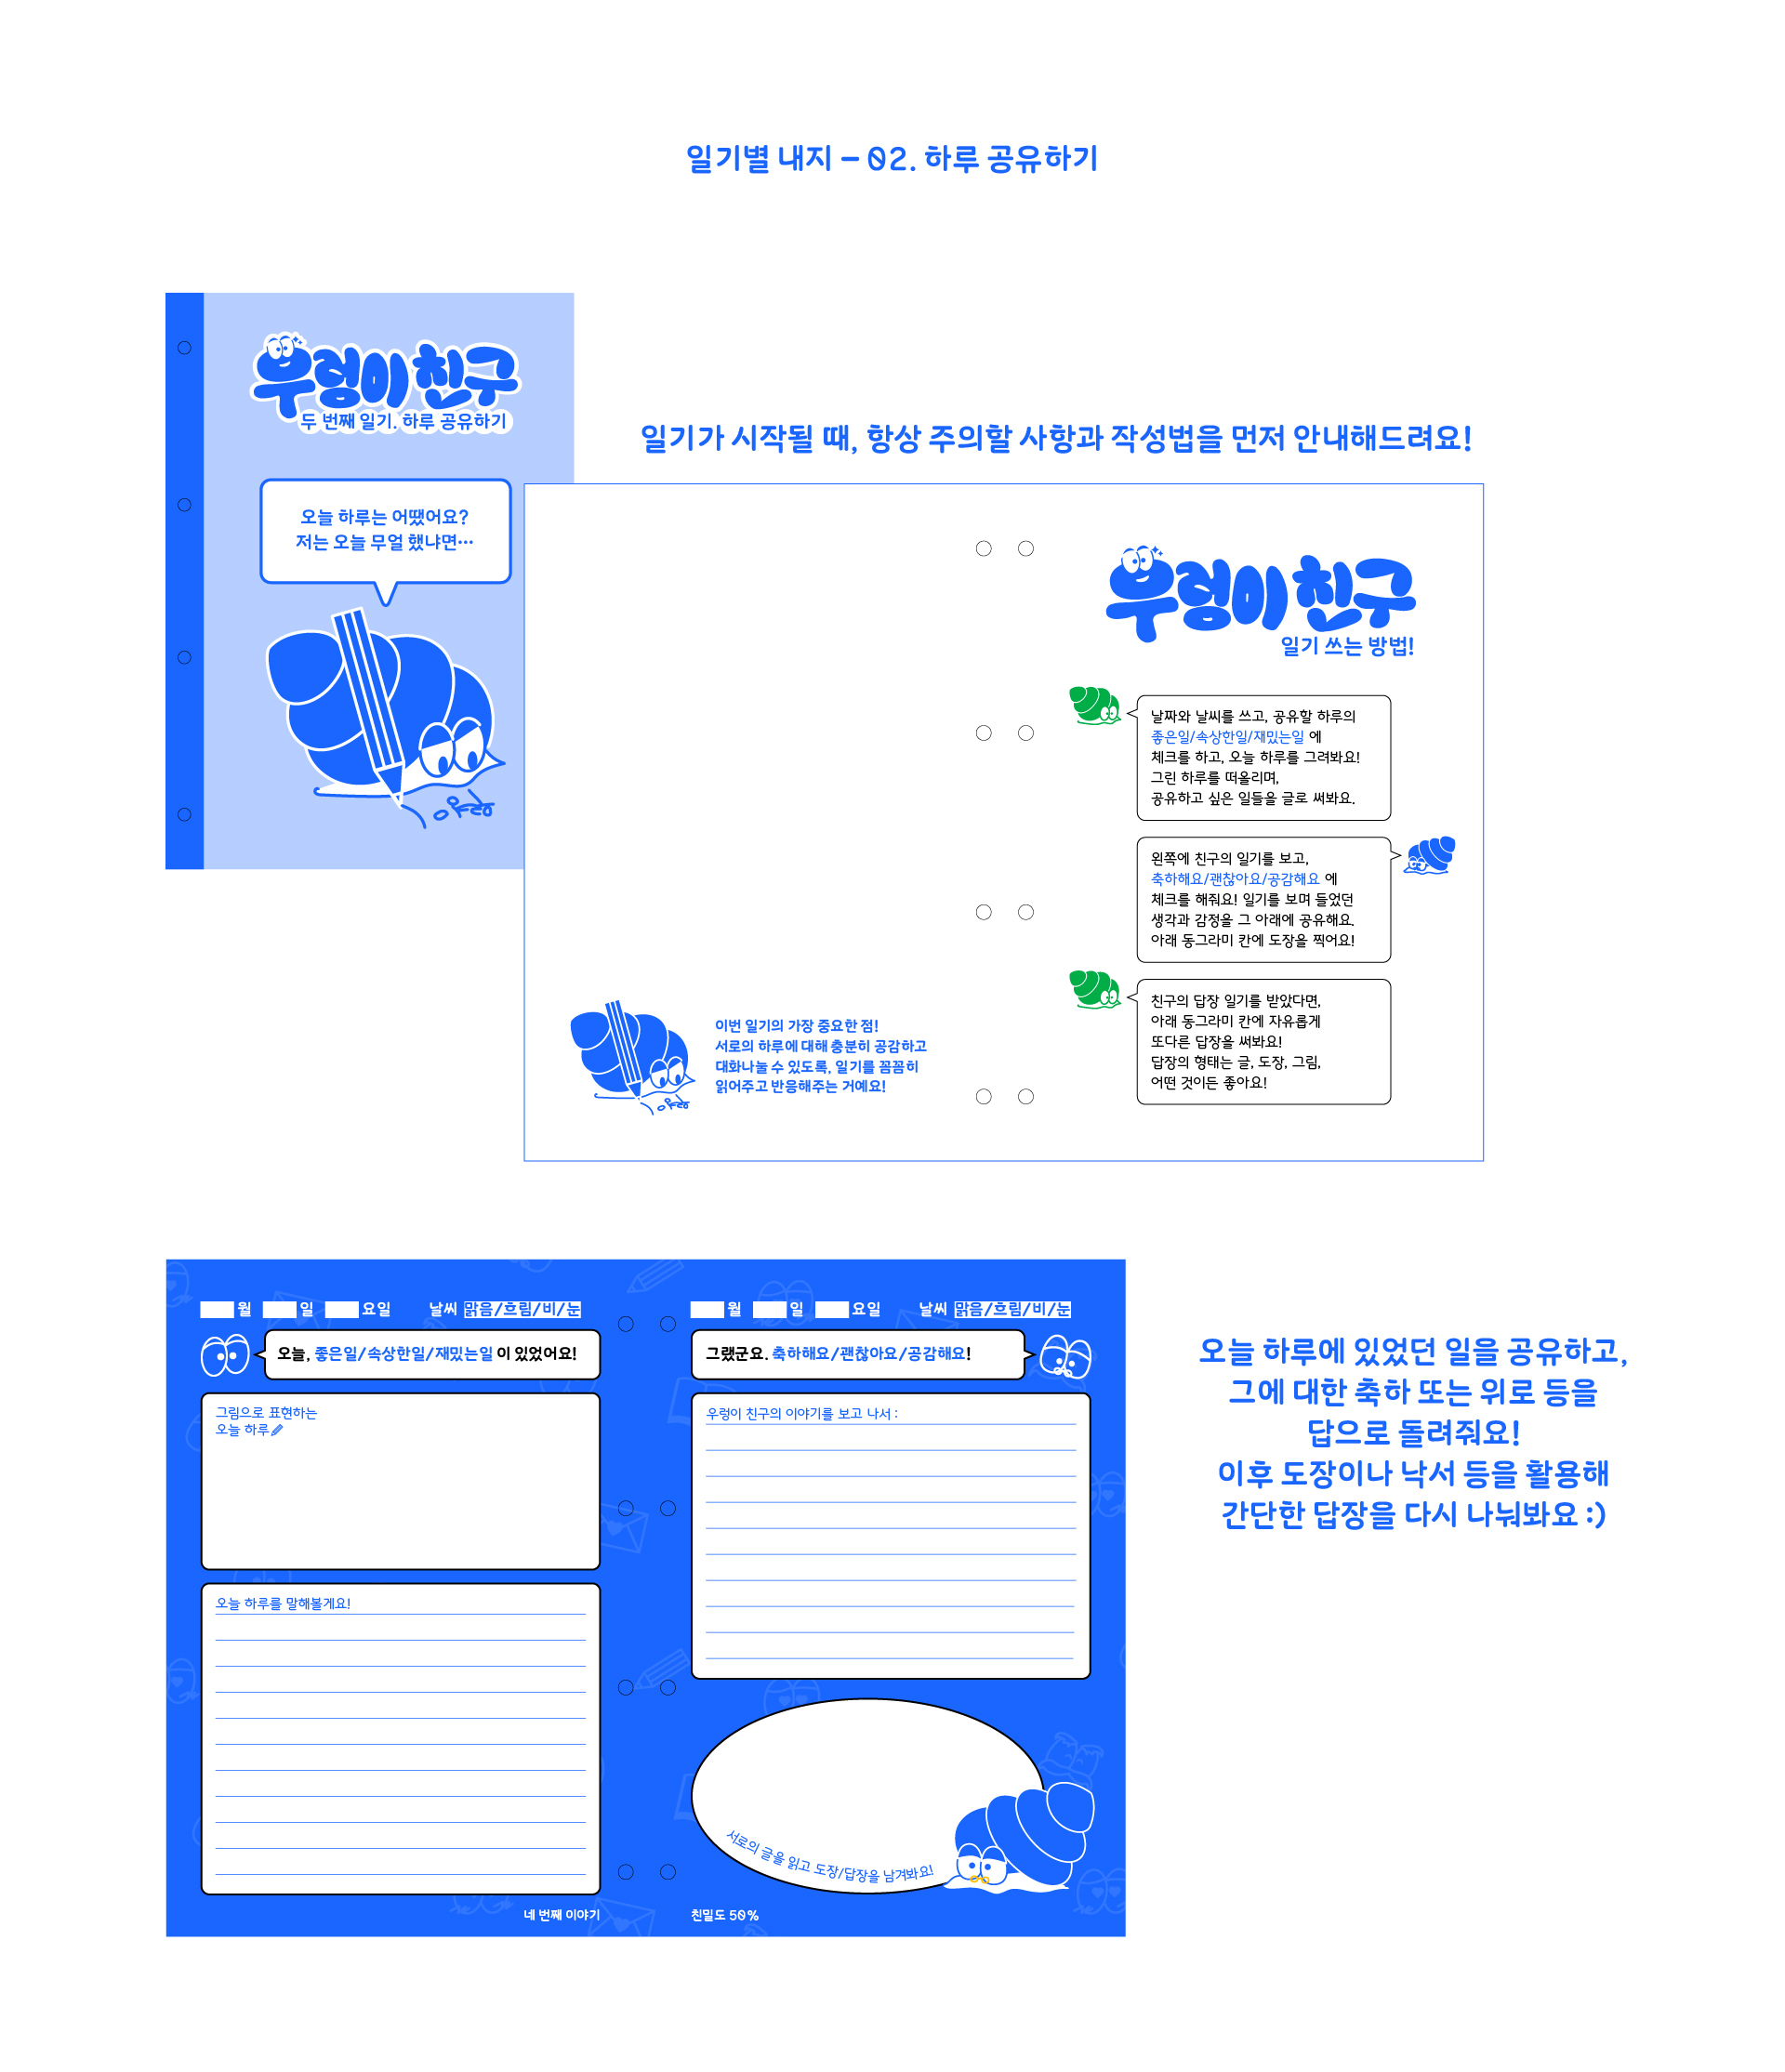 일기별 내지 – 02. 하루 공유하기
우렁이 친구
두 번째 일기. 하루 공유하기
오늘 하루는 어땠어요?
저는 오늘 무얼 했냐면…
일기가 시작될 때, 항상 주의할 사항과 작성법을 먼저 안내해드려요!
우렁이 친구
일기 쓰는 방법!
날짜와 날씨를 쓰고, 공유할 하루의
좋은일/속상한일/재밌는일 에
체크를 하고, 오늘 하루를 그려봐요!
그린 하루를 떠올리며,
공유하고 싶은 일들을 글로 써봐요.
왼쪽에 친구의 일기를 보고,
축하해요/괜찮아요/공감해요 에
체크를 해줘요! 일기를 보며 들었던
생각과 감정을 그 아래에 공유해요.
아래 동그라미 칸에 도장을 찍어요!
친구의 답장 일기를 받았다면,
아래 동그라미 칸에 자유롭게
또다른 답장을 써봐요!
답장의 형태는 글, 도장, 그림,
어떤 것이든 좋아요!
이번 일기의 가장 중요한 점!
서로의 하루에 대해 충분히 공감하고
대화나눌 수 있도록, 일기를 꼼꼼히
읽어주고 반응해주는 거예요!
월 일 요일 날씨 맑음/흐림/비/눈
오늘, 좋은일/속상한일/재밌는일 이 있었어요!
그림으로 표현하는
오늘 하루
오늘 하루를 말해볼게요!
네 번째 이야기
월 일 요일 날씨 맑음/흐림/비/눈
그랬군요. 축하해요/괜찮아요/공감해요!
우렁이 친구의 이야기를 보고 나서 :
서로의 글을 읽고 도장/답장을 남겨봐요!
친밀도 50%
오늘 하루에 있었던 일을 공유하고,
그에 대한 축하 또는 위로 등을
답으로 돌려줘요!
이후 도장이나 낙서 등을 활용해
간단한 답장을 다시 나눠봐요 :)